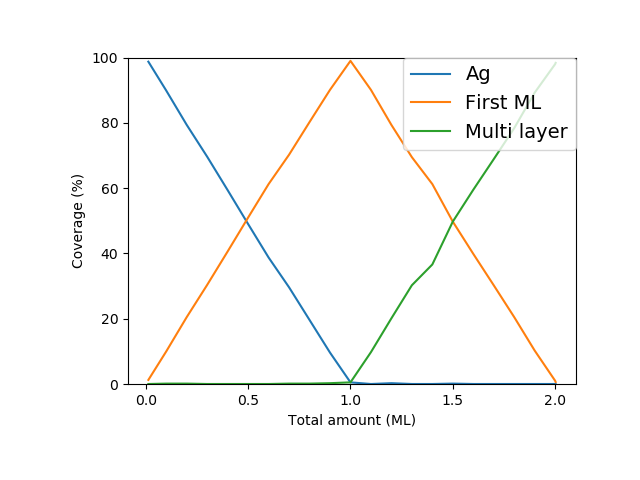 100
80
60
40
20
0
Coverage (%)
Ag
First ML
Multi layer
0.0 0.5 1.0 1.5 2.0
Total amount (ML)